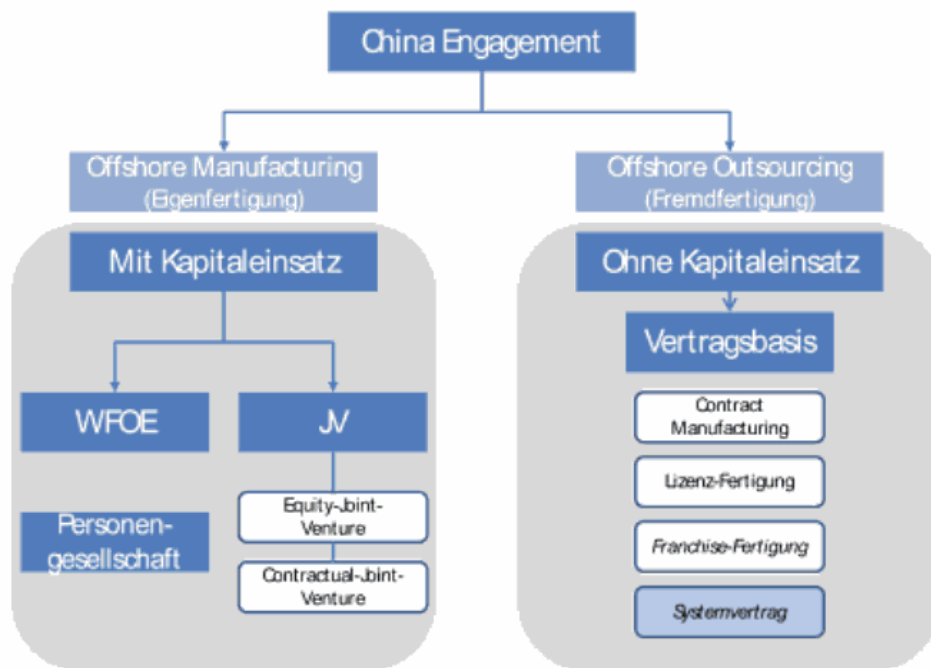 China Engagement
Offshore Manufacturing
(Eigenfertigung)
Offshore Outsourcing
(Fremdfertigung)
Mit Kapitaleinsatz
Ohne Kapitaleinsatz
Vertragsbasis
WFOE
JV
Contract
Manufacturing
Lizenz-Fertigung
Equity-Joint-
Venture
Personen-
gesellschaft
Franchise-Fertigung
Contractual-Joint-
Venture
Systemvertrag